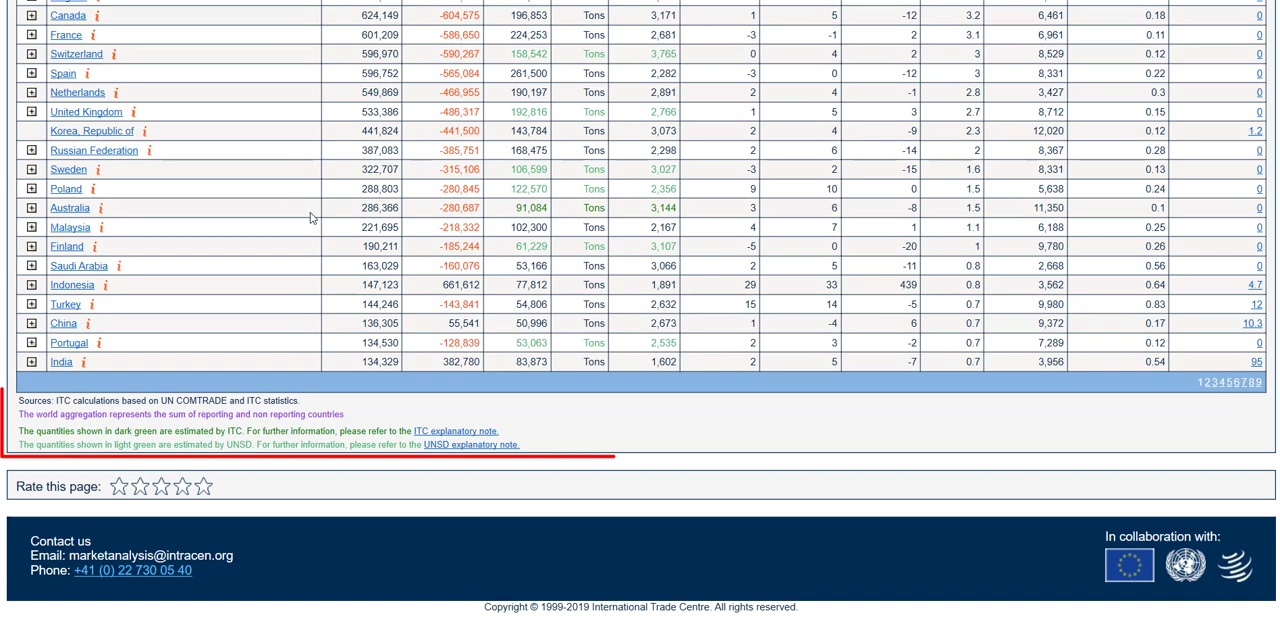 Canada i 624,149 -604,575 196,853 Tons 3,171 1 5 -12 3.2 6,461 0.18 0
France i 601,209 -586,650 224,253 Tons 2,681 -3 -1 2 3.1 6,961 0.11 0
Switzerland i 596,970 -590,267 158,542 Tons 3,765 0 4 2 3 8,529 0.12 0
Spain i 596,752 -565,084 261,500 Tons 2,282 -3 0 -12 3 8,331 0.22 0
Netherlands i 549,869 -466,955 190,197 Tons 2,891 2 4 -1 2.8 3,427 0.3 0
United Kingdom i 533,386 -486,317 192,816 Tons 2,766 1 5 3 2.7 8,712 0.15 0
Korea, Republic of i 441,824 -441,500 143,784 Tons 3,073 2 4 -9 2.3 12,020 0.12 1.2
Russian Federation i 387,083 -385,751 168,475 Tons 2,298 2 6 -14 2 8,367 0.28 0
Sweden i 322,707 -315,106 106,599 Tons 3,027 -3 2 -15 1.6 8,331 0.13 0
Poland i 288,803 -280,845 122,570 Tons 2,356 9 10 0 1.5 5,638 0.24 0
Australia i 286,366 -280,687 91,084 Tons 3,144 3 6 -8 1.5 11,350 0.1 0
Malaysia i 221,695 -218,332 102,300 Tons 2,167 4 7 1 1.1 6,188 0.25 0
Finland i 190,211 -185,244 61,229 Tons 3,107 -5 0 -20 1 9,780 0.26 0
Saudi Arabia i 163,029 -160,076 53,166 Tons 3,066 2 5 -11 0.8 2,668 0.56 0
Indonesia i 147,123 661,612 77,812 Tons 1,891 29 33 439 0.8 3,562 0.64 4.7
Turkey i 144,246 -143,841 54,806 Tons 2,632 15 14 -5 0.7 9,980 0.83 12
China i 136,305 55,541 50,996 Tons 2,673 1 -4 6 0.7 9,372 0.17 10.3
Portugal i 134,530 -128,839 53,063 Tons 2,535 2 3 -2 0.7 7,289 0.12 0
India i 134,329 382,780 83,873 Tons 1,602 2 5 -7 0.7 3,956 0.54 95
1 2 3 4 5 6 7 8 9
Sources: ITC calculations based on UN COMTRADE and ITC statistics.
The world aggregation represents the sum of reporting and non reporting countries
The quantities shown in dark green are estimated by ITC. For further information, please refer to the ITC explanatory note.
The quantities shown in light green are estimated by UNSD. For further information, please refer to the UNSD explanatory note.
Rate this page:
Contact us
Email: marketanalysis@intracen.org
Phone: +41 (0) 22 730 05 40
In collaboration with:
Copyright © 1999-2019 International Trade Centre. All rights reserved.